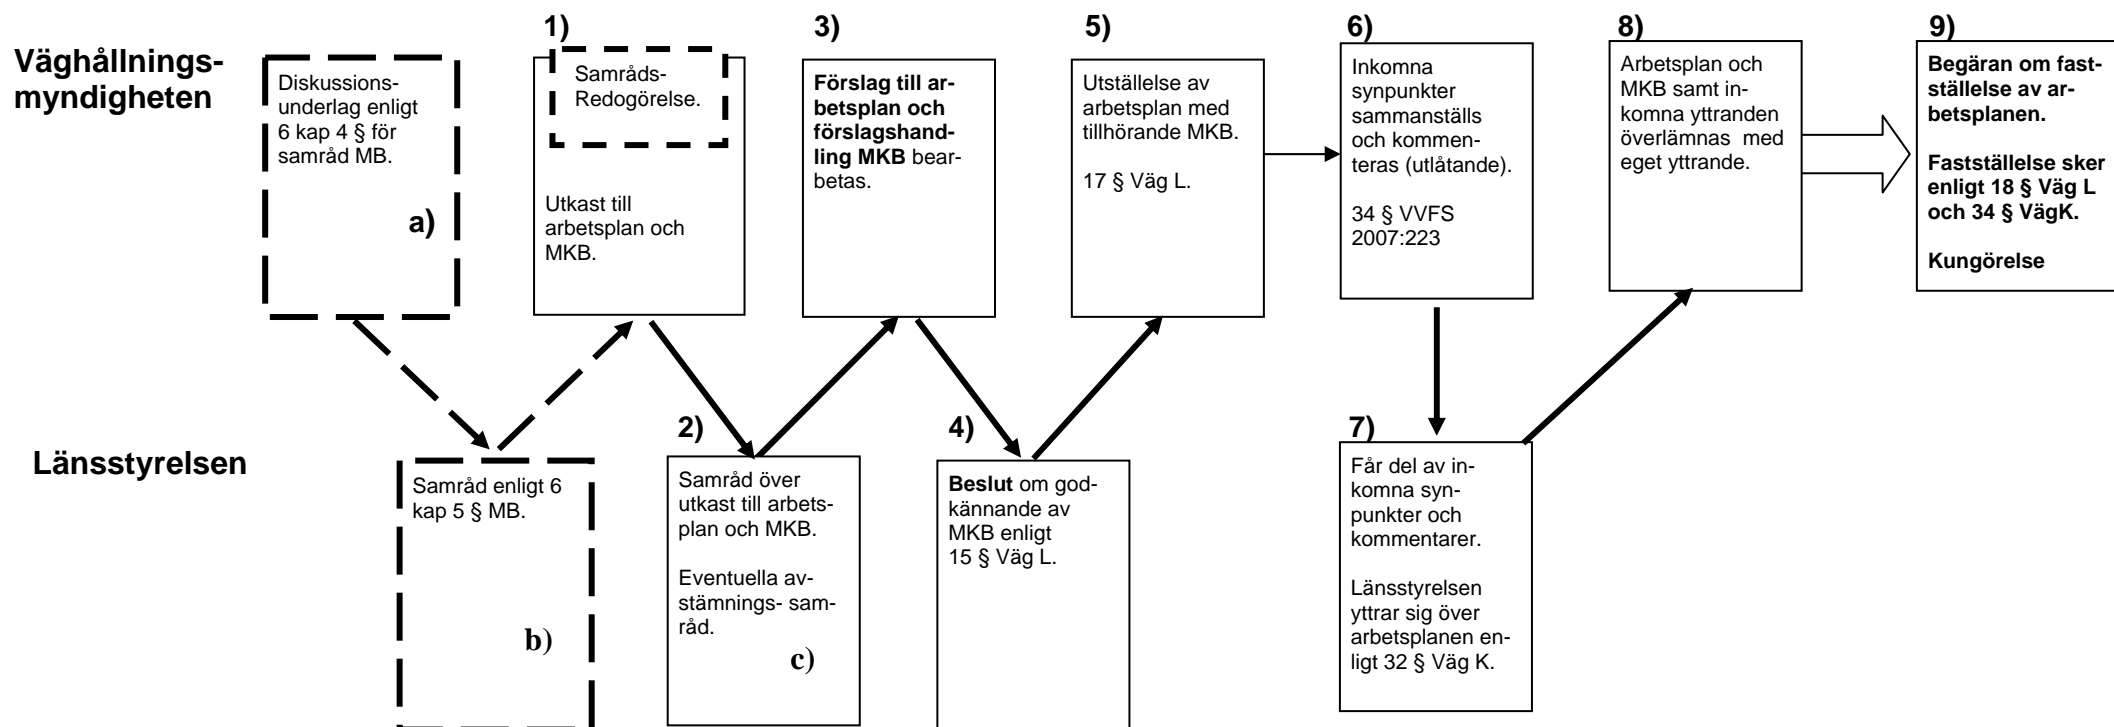 Väghållnings-
myndigheten
Diskussions-
underlag enligt
6 kap 4 § för
samråd MB.
a)
1)
Samråds-
Redogörelse.
Utkast till
arbetsplan och
MKB.
3)
Förslag till ar-
betsplan och
förslagshand-
ling MKB bear-
betas.
5)
Utställelse av
arbetsplan med
tillhörande MKB.
17 § Väg L.
6)
Inkomna
synpunkter
sammanställs
och kommen-
teras (utlåtande).
34 § VVFS
2007:223
8)
Arbetsplan och
MKB samt in-
komna yttranden
överlämnas med
eget yttrande.
9)
Begäran om fast-
ställelse av ar-
betsplanen.
Fastställelse sker
enligt 18 § Väg L
och 34 § VägK.
Kungörelse
Länsstyrelsen
Samråd enligt 6
kap 5 § MB.
b)
2)
Samråd över
utkast till arbets-
plan och MKB.
Eventuella av-
stämnings- sam-
råd.
c)
4)
Beslut om god-
kännande av
MKB enligt
15 § Väg L.
7)
Får del av in-
komna syn-
punkter och
kommentarer.
Länsstyrelsen
yttrar sig över
arbetsplanen en-
ligt 32 § Väg K.